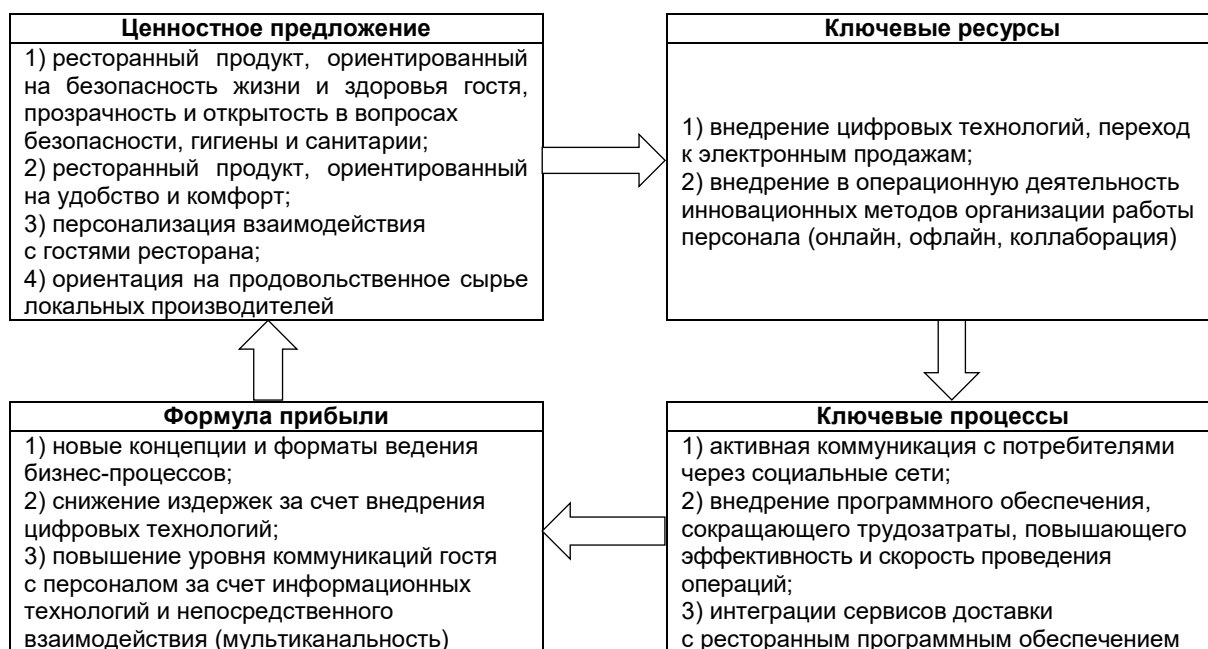 Ценностное предложение
1) ресторанный продукт, ориентированный
на безопасность жизни и здоровья гостя,
прозрачность и открытость в вопросах
безопасности, гигиены и санитарии;
2) ресторанный продукт, ориентированный
на удобство и комфорт;
3) персонализация взаимодействия
с гостями ресторана;
4) ориентация на продовольственное сырье
локальных производителей
Ключевые ресурсы
1) внедрение цифровых технологий, переход
к электронным продажам;
2) внедрение в операционную деятельность
инновационных методов организации работы
персонала (онлайн, офлайн, коллаборация)
Формула прибыли
1) новые концепции и форматы ведения
бизнес-процессов;
2) снижение издержек за счет внедрения
цифровых технологий;
3) повышение уровня коммуникаций гостя
с персоналом за счет информационных
технологий и непосредственного
взаимодействия (мультиканальность)
Ключевые процессы
1) активная коммуникация с потребителями
через социальные сети;
2) внедрение программного обеспечения,
сокращающего трудозатраты, повышающего
эффективность и скорость проведения
операций;
3) интеграции сервисов доставки
с ресторанным программным обеспечением